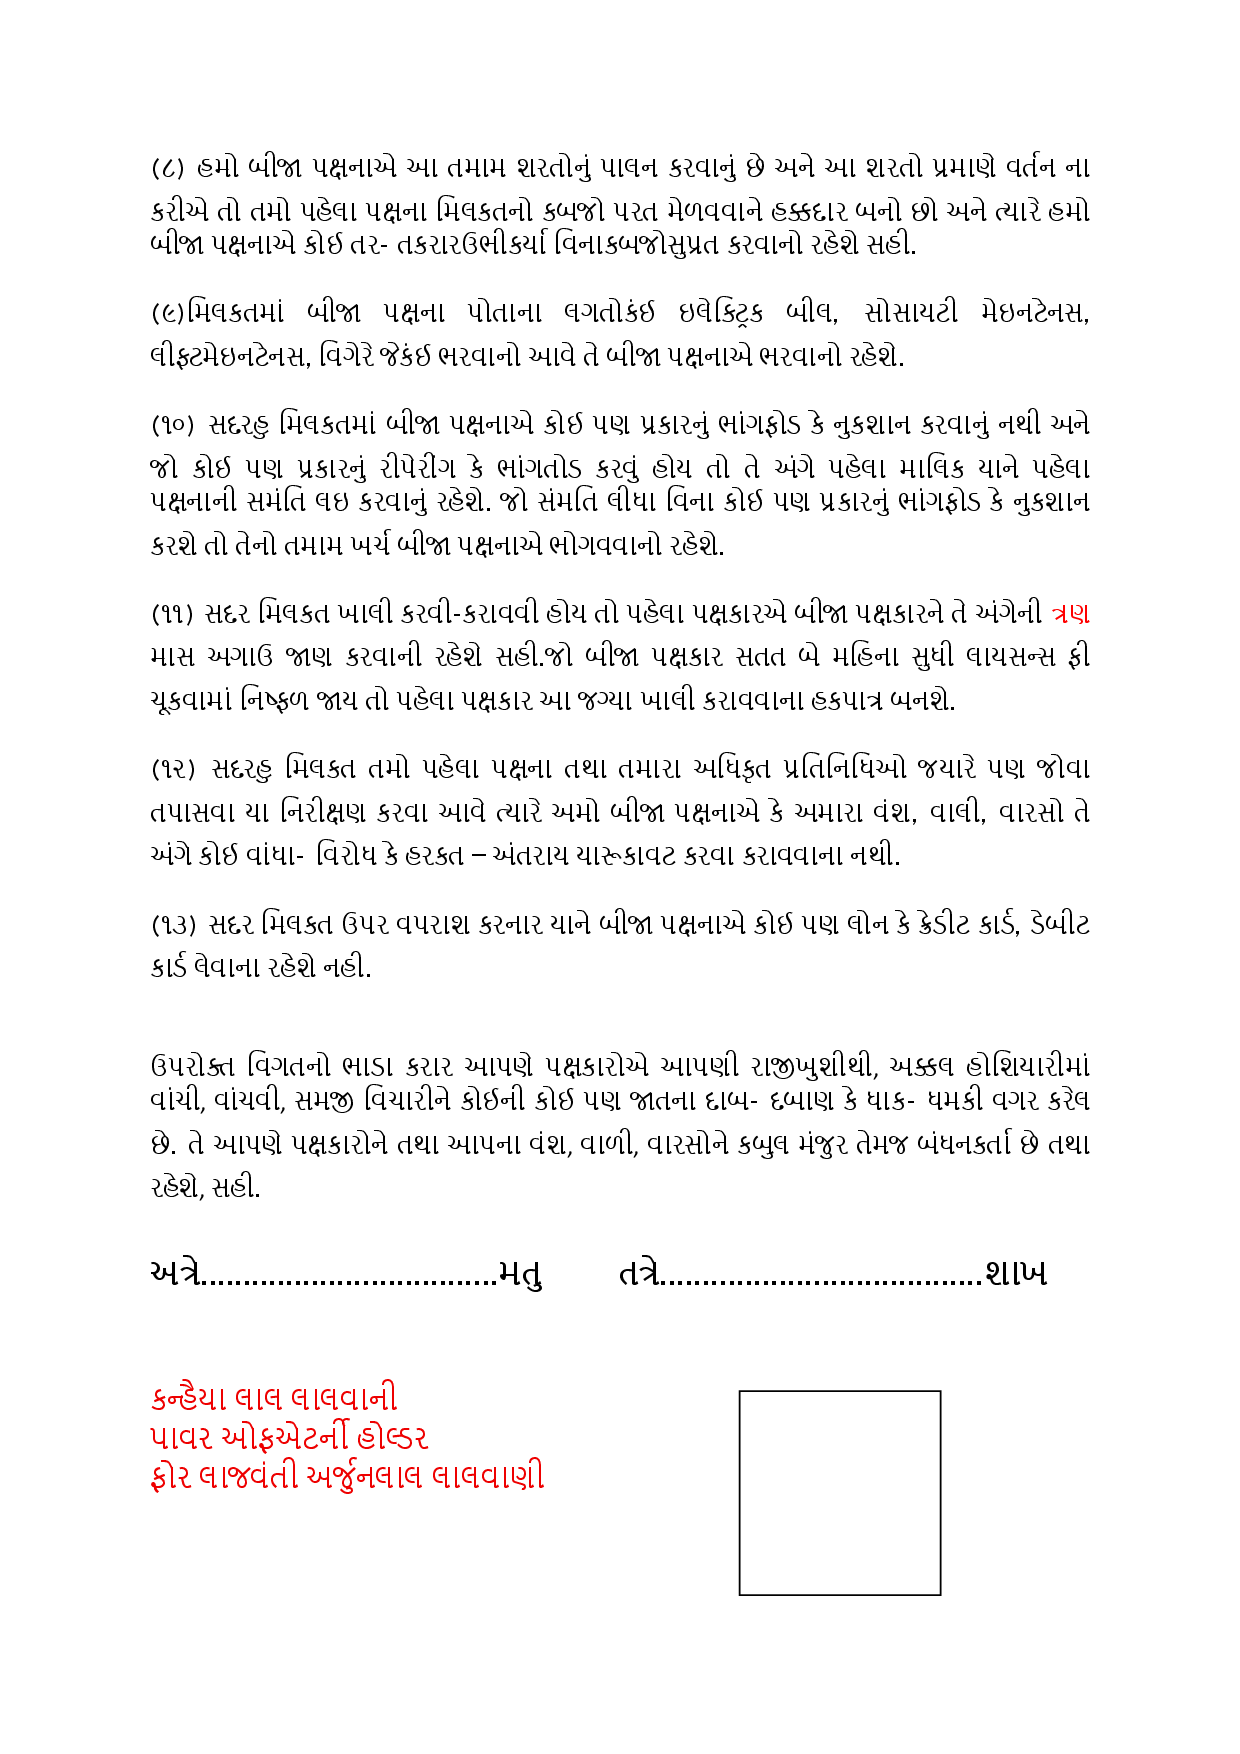 (૮) હમો બીજા પક્ષનાએ આ તમામ શરતોનું પાલન કરવાનું છે અને આ શરતો પ્રમાણે વર્તન ના
કરીએ તો તમો પહેલા પક્ષના મિલકતનો કબજો પરત મેળવવાને હક્કદાર બનો છો અને ત્યારે હમો
બીજા પક્ષનાએ કોઈ તર- તકરારઉભીકર્યા વિનાકબજોસુપ્રત કરવાનો રહેશે સહી.
(૯)મિલકતમાં બીજા પક્ષના પોતાના લગતોકંઈ ઇલેક્ટ્રિક બીલ, સોસાયટી મેઇનટેનસ,
લીફ્ટમેઇનટેનસ, વિગેરે જેકંઈ ભરવાનો આવે તે બીજા પક્ષનાએ ભરવાનો રહેશે.
(૧૦) સદરહુ મિલકતમાં બીજા પક્ષનાએ કોઈ પણ પ્રકારનું ભાંગફોડ કે નુકશાન કરવાનું નથી અને
જો કોઈ પણ પ્રકારનું રીપેરીંગ કે ભાંગતોડ કરવું હોય તો તે અંગે પહેલા માલિક યાને પહેલા
પક્ષનાની સમંતિ લઇ કરવાનું રહેશે. જો સંમતિ લીધા વિના કોઈ પણ પ્રકારનું ભાંગફોડ કે નુકશાન
કરશે તો તેનો તમામ ખર્ચ બીજા પક્ષનાએ ભોગવવાનો રહેશે.
(૧૧) સદર મિલકત ખાલી કરવી-કરાવવી હોય તો પહેલા પક્ષકારએ બીજા પક્ષકારને તે અંગેની ત્રણ
માસ અગાઉ જાણ કરવાની રહેશે સહી.જો બીજા પક્ષકાર સતત બે મહિના સુધી લાયસન્સ ફી
ચૂકવામાં નિષ્ફળ જાય તો પહેલા પક્ષકાર આ જગ્યા ખાલી કરાવવાના હકપાત્ર બનશે.
(૧૨) સદરહુ મિલક્ત તમો પહેલા પક્ષના તથા તમારા અધિકૃત પ્રતિનિધિઓ જયારે પણ જોવા
તપાસવા યા નિરીક્ષણ કરવા આવે ત્યારે અમો બીજા પક્ષનાએ કે અમારા વંશ, વાલી, વારસો તે
અંગે કોઈ વાંધા- વિરોધ કે હરક્ત – અંતરાય યારૂકાવટ કરવા કરાવવાના નથી.
(૧૩) સદર મિલક્ત ઉપર વપરાશ કરનાર યાને બીજા પક્ષનાએ કોઈ પણ લોન કે ક્રેડીટ કાર્ડ, ડેબીટ
કાર્ડ લેવાના રહેશે નહી.
ઉપરોક્ત વિગતનો ભાડા કરાર આપણે પક્ષકારોએ આપણી રાજીખુશીથી, અક્કલ હોશિયારીમાં
વાંચી, વાંચવી, સમજી વિચારીને કોઈની કોઈ પણ જાતના દાબ- દબાણ કે ધાક- ધમકી વગર કરેલ
છે. તે આપણે પક્ષકારોને તથા આપના વંશ, વાળી, વારસોને કબુલ મંજુર તેમજ બંધનકર્તા છે તથા
રહેશે, સહી.
અત્રે...................................મતુ તત્રે......................................શાખ
કન્હૈયા લાલ લાલવાની
પાવર ઓફએટર્ની હોલ્ડર
ફોર લાજવંતી અર્જુનલાલ લાલવાણી